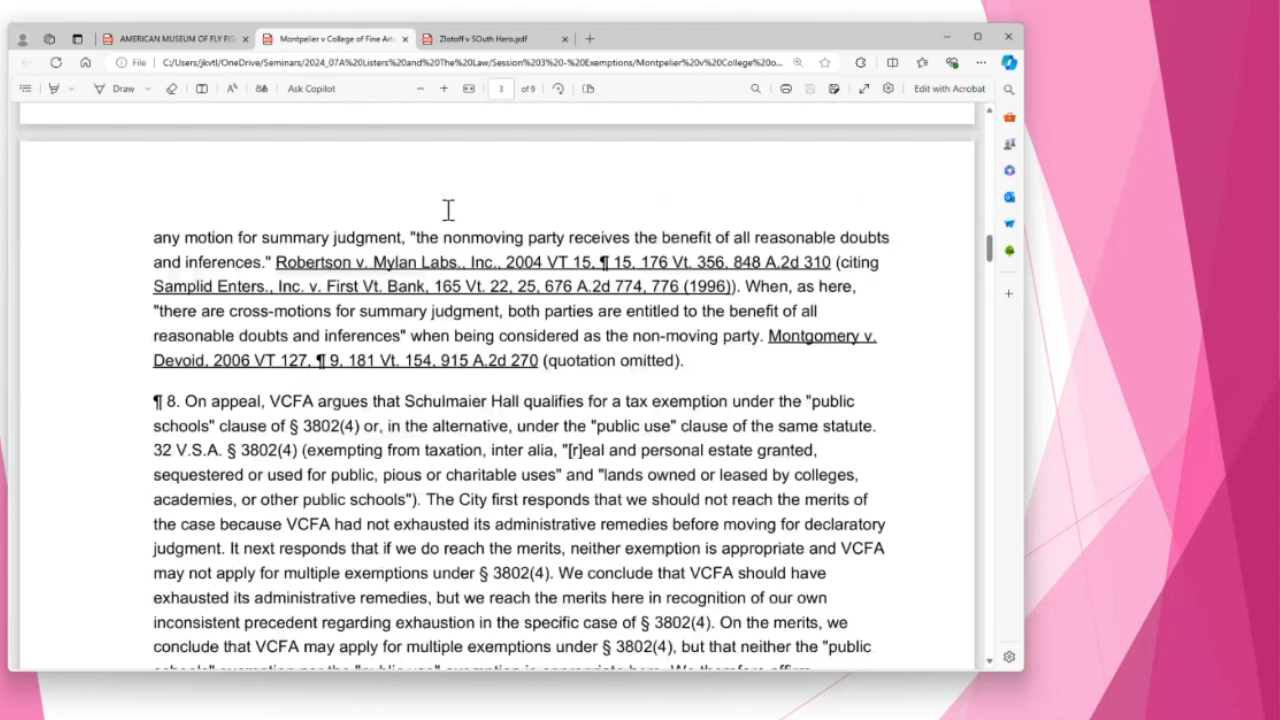 AMERICAN MUSEUM OF FLY FIS
Montpelier v College of Fine Art
Zlotoff v SOuth Hero.pdf
File
C:/Users/jkvtl/OneDrive/Seminars/2024_07A%20Listers%20and%20The%20Law/Session%203%20-%20Exemptions/Montpelier%20v%20College%20o...
Draw
Ask Copilot
3 of 9
Edit with Acrobat
any motion for summary judgment, "the nonmoving party receives the benefit of all reasonable doubts
and inferences." Robertson v. Mylan Labs., Inc., 2004 VT 15, ¶ 15, 176 Vt. 356, 848 A.2d 310 (citing
Samplid Enters., Inc. v. First Vt. Bank, 165 Vt. 22, 25, 676 A.2d 774, 776 (1996)). When, as here,
"there are cross-motions for summary judgment, both parties are entitled to the benefit of all
reasonable doubts and inferences" when being considered as the non-moving party. Montgomery v.
Devoid, 2006 VT 127, ¶ 9, 181 Vt. 154, 915 A.2d 270 (quotation omitted).
¶ 8. On appeal, VCFA argues that Schulmaier Hall qualifies for a tax exemption under the "public
schools" clause of § 3802(4) or, in the alternative, under the "public use" clause of the same statute.
32 V.S.A. § 3802(4) (exempting from taxation, inter alia, "[r]eal and personal estate granted,
sequestered or used for public, pious or charitable uses" and "lands owned or leased by colleges,
academies, or other public schools"). The City first responds that we should not reach the merits of
the case because VCFA had not exhausted its administrative remedies before moving for declaratory
judgment. It next responds that if we do reach the merits, neither exemption is appropriate and VCFA
may not apply for multiple exemptions under § 3802(4). We conclude that VCFA should have
exhausted its administrative remedies, but we reach the merits here in recognition of our own
inconsistent precedent regarding exhaustion in the specific case of § 3802(4). On the merits, we
conclude that VCFA may apply for multiple exemptions under § 3802(4), but that neither the "public
schools" exemption nor the "public use" exemption is appropriate here. We therefore affirm.